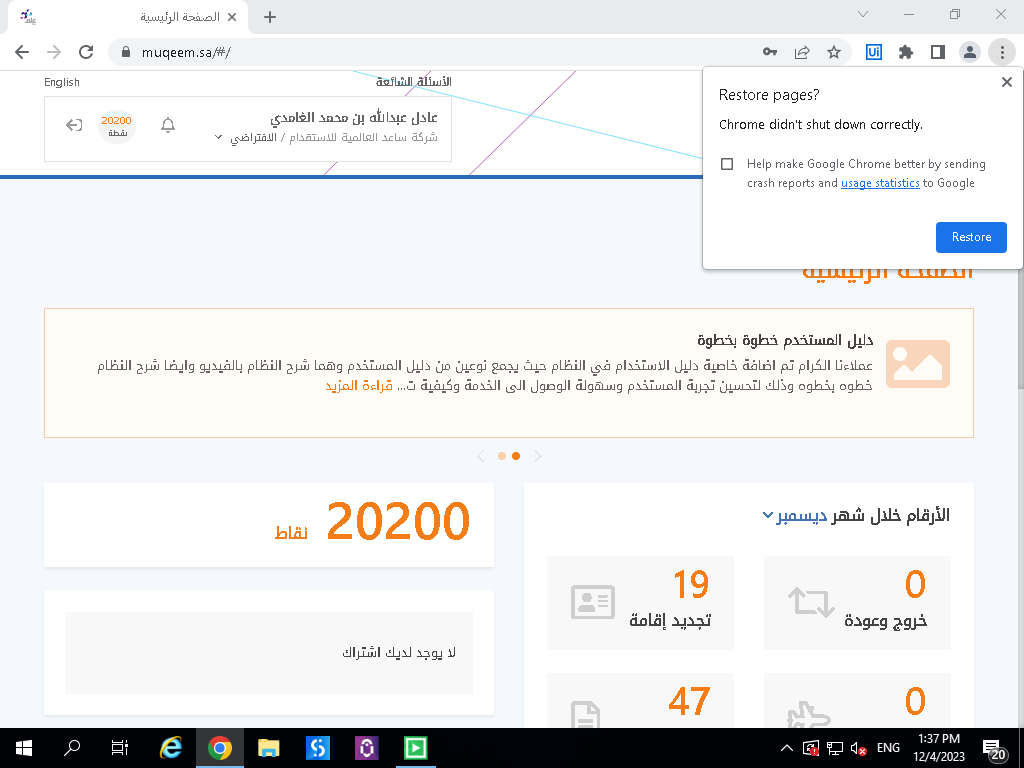 الصفحة الرئيسية
muqeem.sa/#/
English
الأسئلة الشائعة
عادل عبدالله بن محمد الغامدي
شركة ساعد العالمية للاستقدام / الافتراضي
20200
نقطة
Restore pages?
Chrome didn't shut down correctly.
Help make Google Chrome better by sending
crash reports and usage statistics to Google
Restore
الصفحة الرئيسية
دليل المستخدم خطوة بخطوة
عملاءنا الكرام تم اضافة خاصية دليل الاستخدام في النظام حيث يجمع نوعين من دليل المستخدم وهما شرح النظام بالفيديو وايضا شرح النظام
خطوه بخطوه وذلك لتحسين تجربة المستخدم وسهولة الوصول الى الخدمة وكيفية ت... قراءة المزيد
20200 نقاط
لا يوجد لديك اشتراك
الأرقام خلال شهر ديسمبر
0
خروج وعودة
19
تجديد إقامة
0
47
ENG
1:37 PM
12/4/2023
20